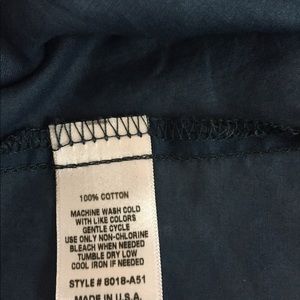 100% COTTON
MACHINE WASH COLD
WITH LIKE COLORS
GENTLE CYCLE
USE ONLY NON-CHLORINE
BLEACH WHEN NEEDED
TUMBLE DRY LOW
COOL IRON IF NEEDED
STYLE # 8018-A51
MADE IN U.S.A.